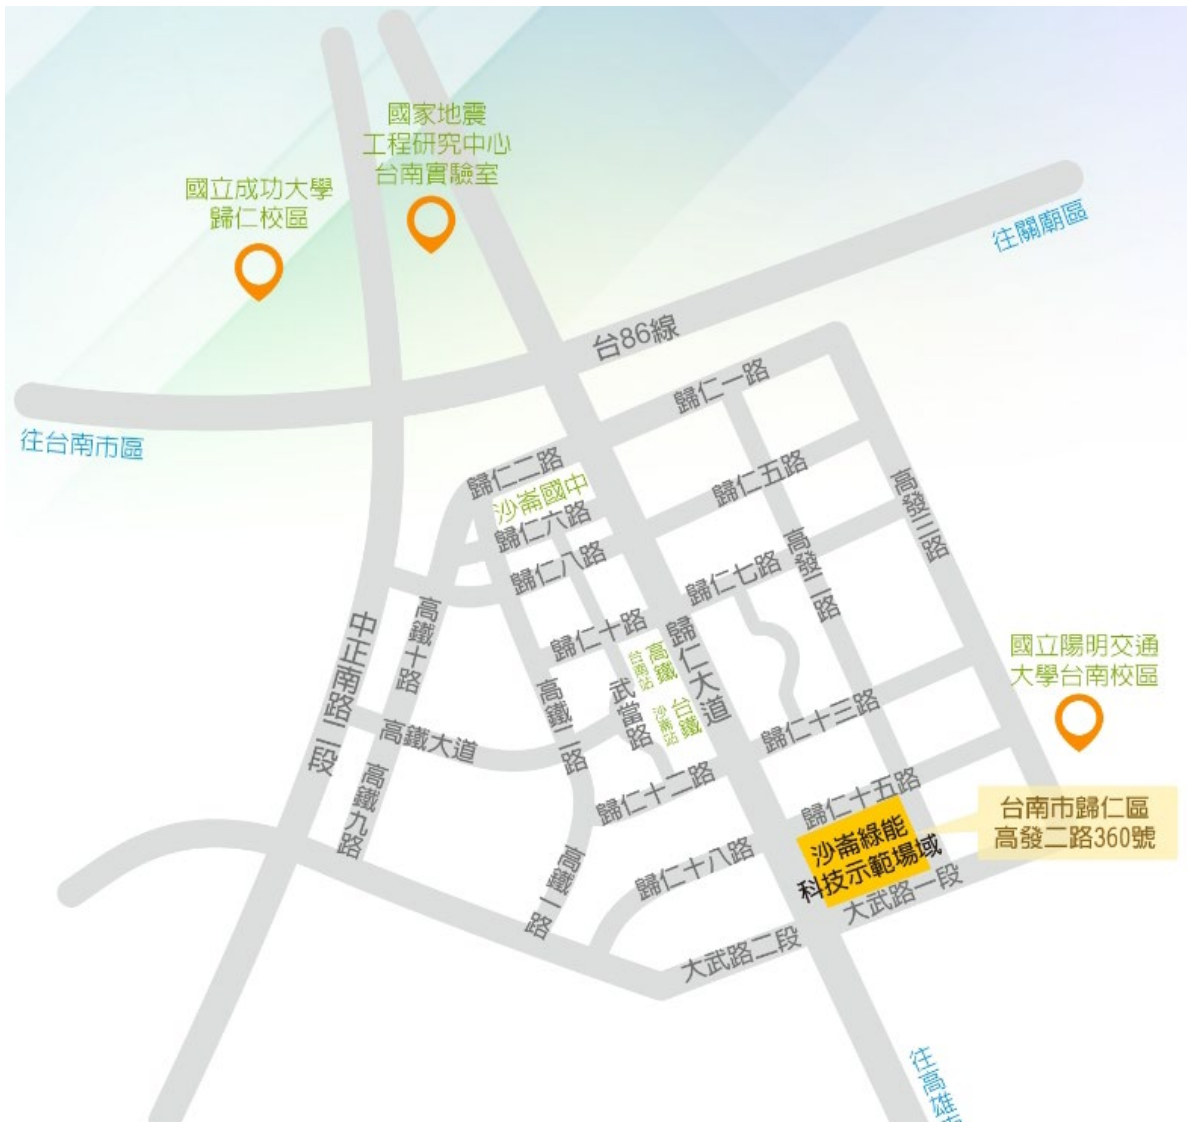 國家地震
工程研究中心
台南實驗室
國立成功大學
歸仁校區
往關廟區
台86線
往台南市區
歸仁一路
歸仁二路
沙崙國中
歸仁六路
歸仁五路
高發三路
歸仁八路
歸仁七路
高發二路
高鐵十路
中正南路二段
歸仁十路
歸仁大道
高鐵
台南站
台鐵
沙崙站
武當路
高鐵二路
高鐵大道
國立陽明交通
大學台南校區
歸仁十三路
高鐵九路
歸仁十二路
歸仁十五路
台南市歸仁區
高發二路360號
沙崙綠能
科技示範場域
高鐵一路
歸仁十八路
大武路一段
大武路二段
往高雄市